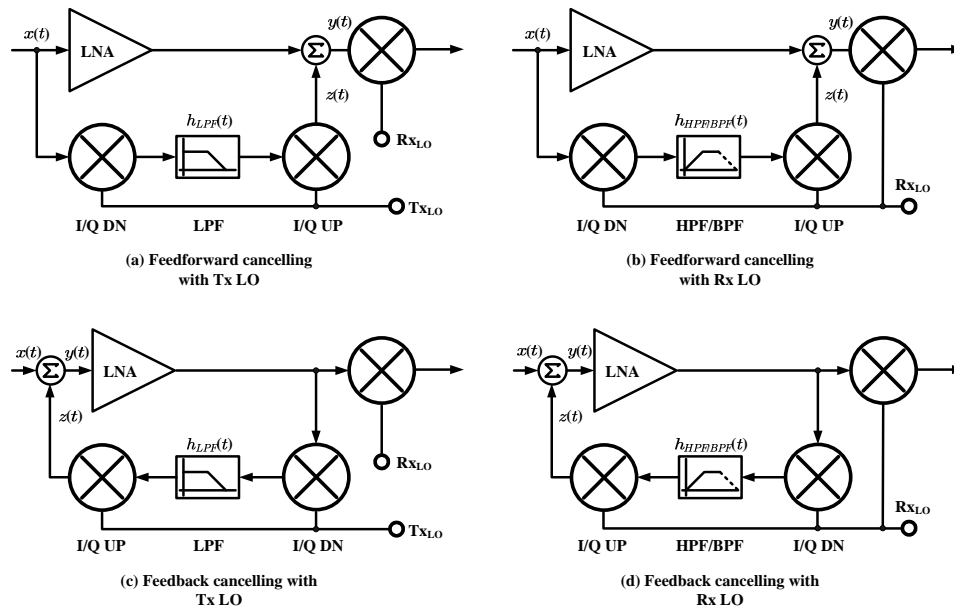 x(t)
LNA
Σ
y(t)
z(t)
h_LPF(t)
Rx_LO
Tx_LO
I/Q DN
LPF
I/Q UP
(a) Feedforward cancelling
with Tx LO
x(t)
LNA
Σ
y(t)
z(t)
h_HPF/BPF(t)
Rx_LO
I/Q DN
HPF/BPF
I/Q UP
(b) Feedforward cancelling
with Rx LO
x(t)
Σ
y(t)
LNA
z(t)
h_LPF(t)
Rx_LO
Tx_LO
I/Q UP
LPF
I/Q DN
(c) Feedback cancelling with
Tx LO
x(t)
Σ
y(t)
LNA
z(t)
h_HPF/BPF(t)
Rx_LO
I/Q UP
HPF/BPF
I/Q DN
(d) Feedback cancelling with
Rx LO